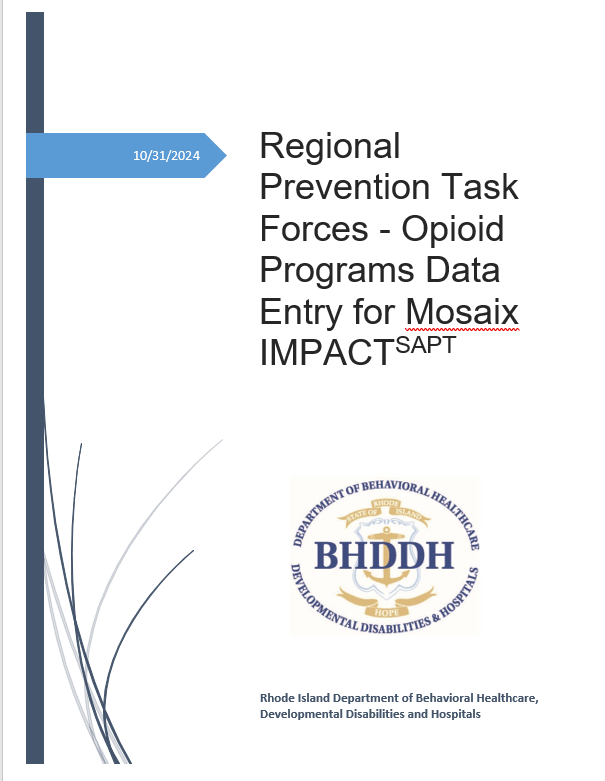 10/31/2024
Regional
Prevention Task
Forces - Opioid
Programs Data
Entry for Mosaix
IMPACTSAPT
DEPARTMENT OF BEHAVIORAL HEALTHCARE
STATE OF RHODE ISLAND
BHDDH
HOPE
DEVELOPMENTAL DISABILITIES & HOSPITALS
Rhode Island Department of Behavioral Healthcare,
Developmental Disabilities and Hospitals